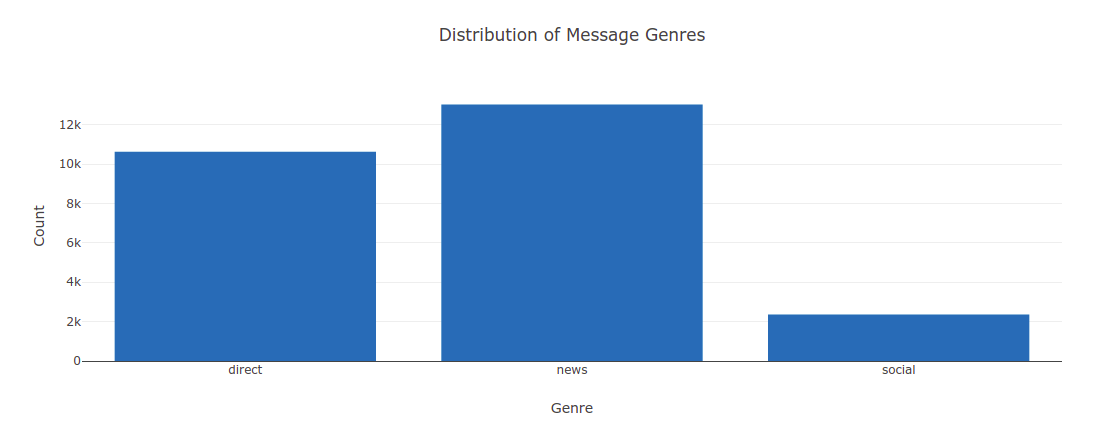 Distribution of Message Genres
12k
10k
8k
6k
4k
2k
0
Count
direct news social
Genre